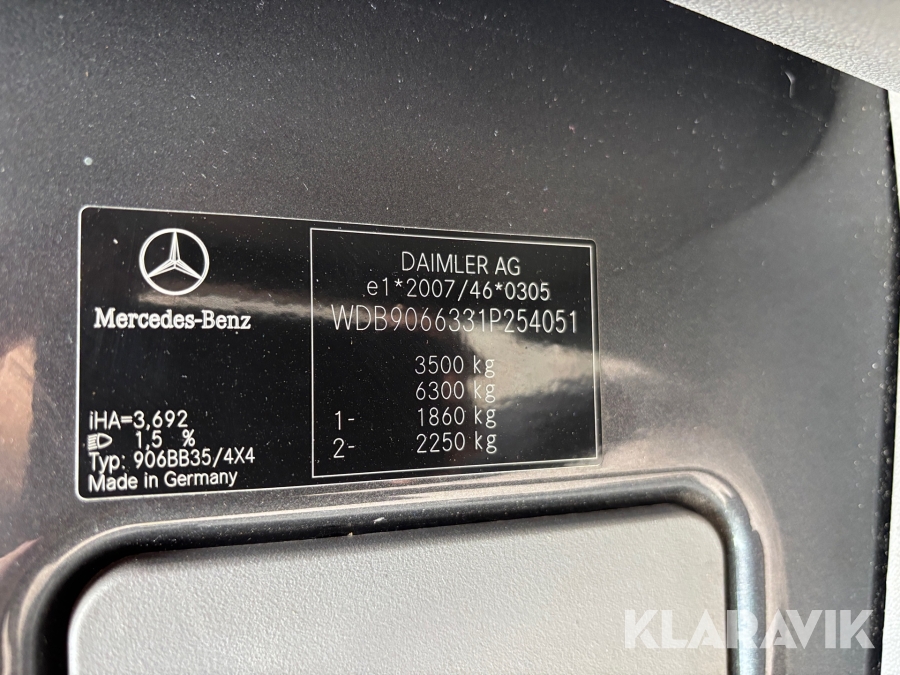 Mercedes-Benz
iHA=3,692
1,5 %
Typ: 906BB35/4X4
Made in Germany
DAIMLER AG
e1*2007/46*0305
WDB9066331P254051
3500 kg
6300 kg
1- 1860 kg
2- 2250 kg
KLARAVIK